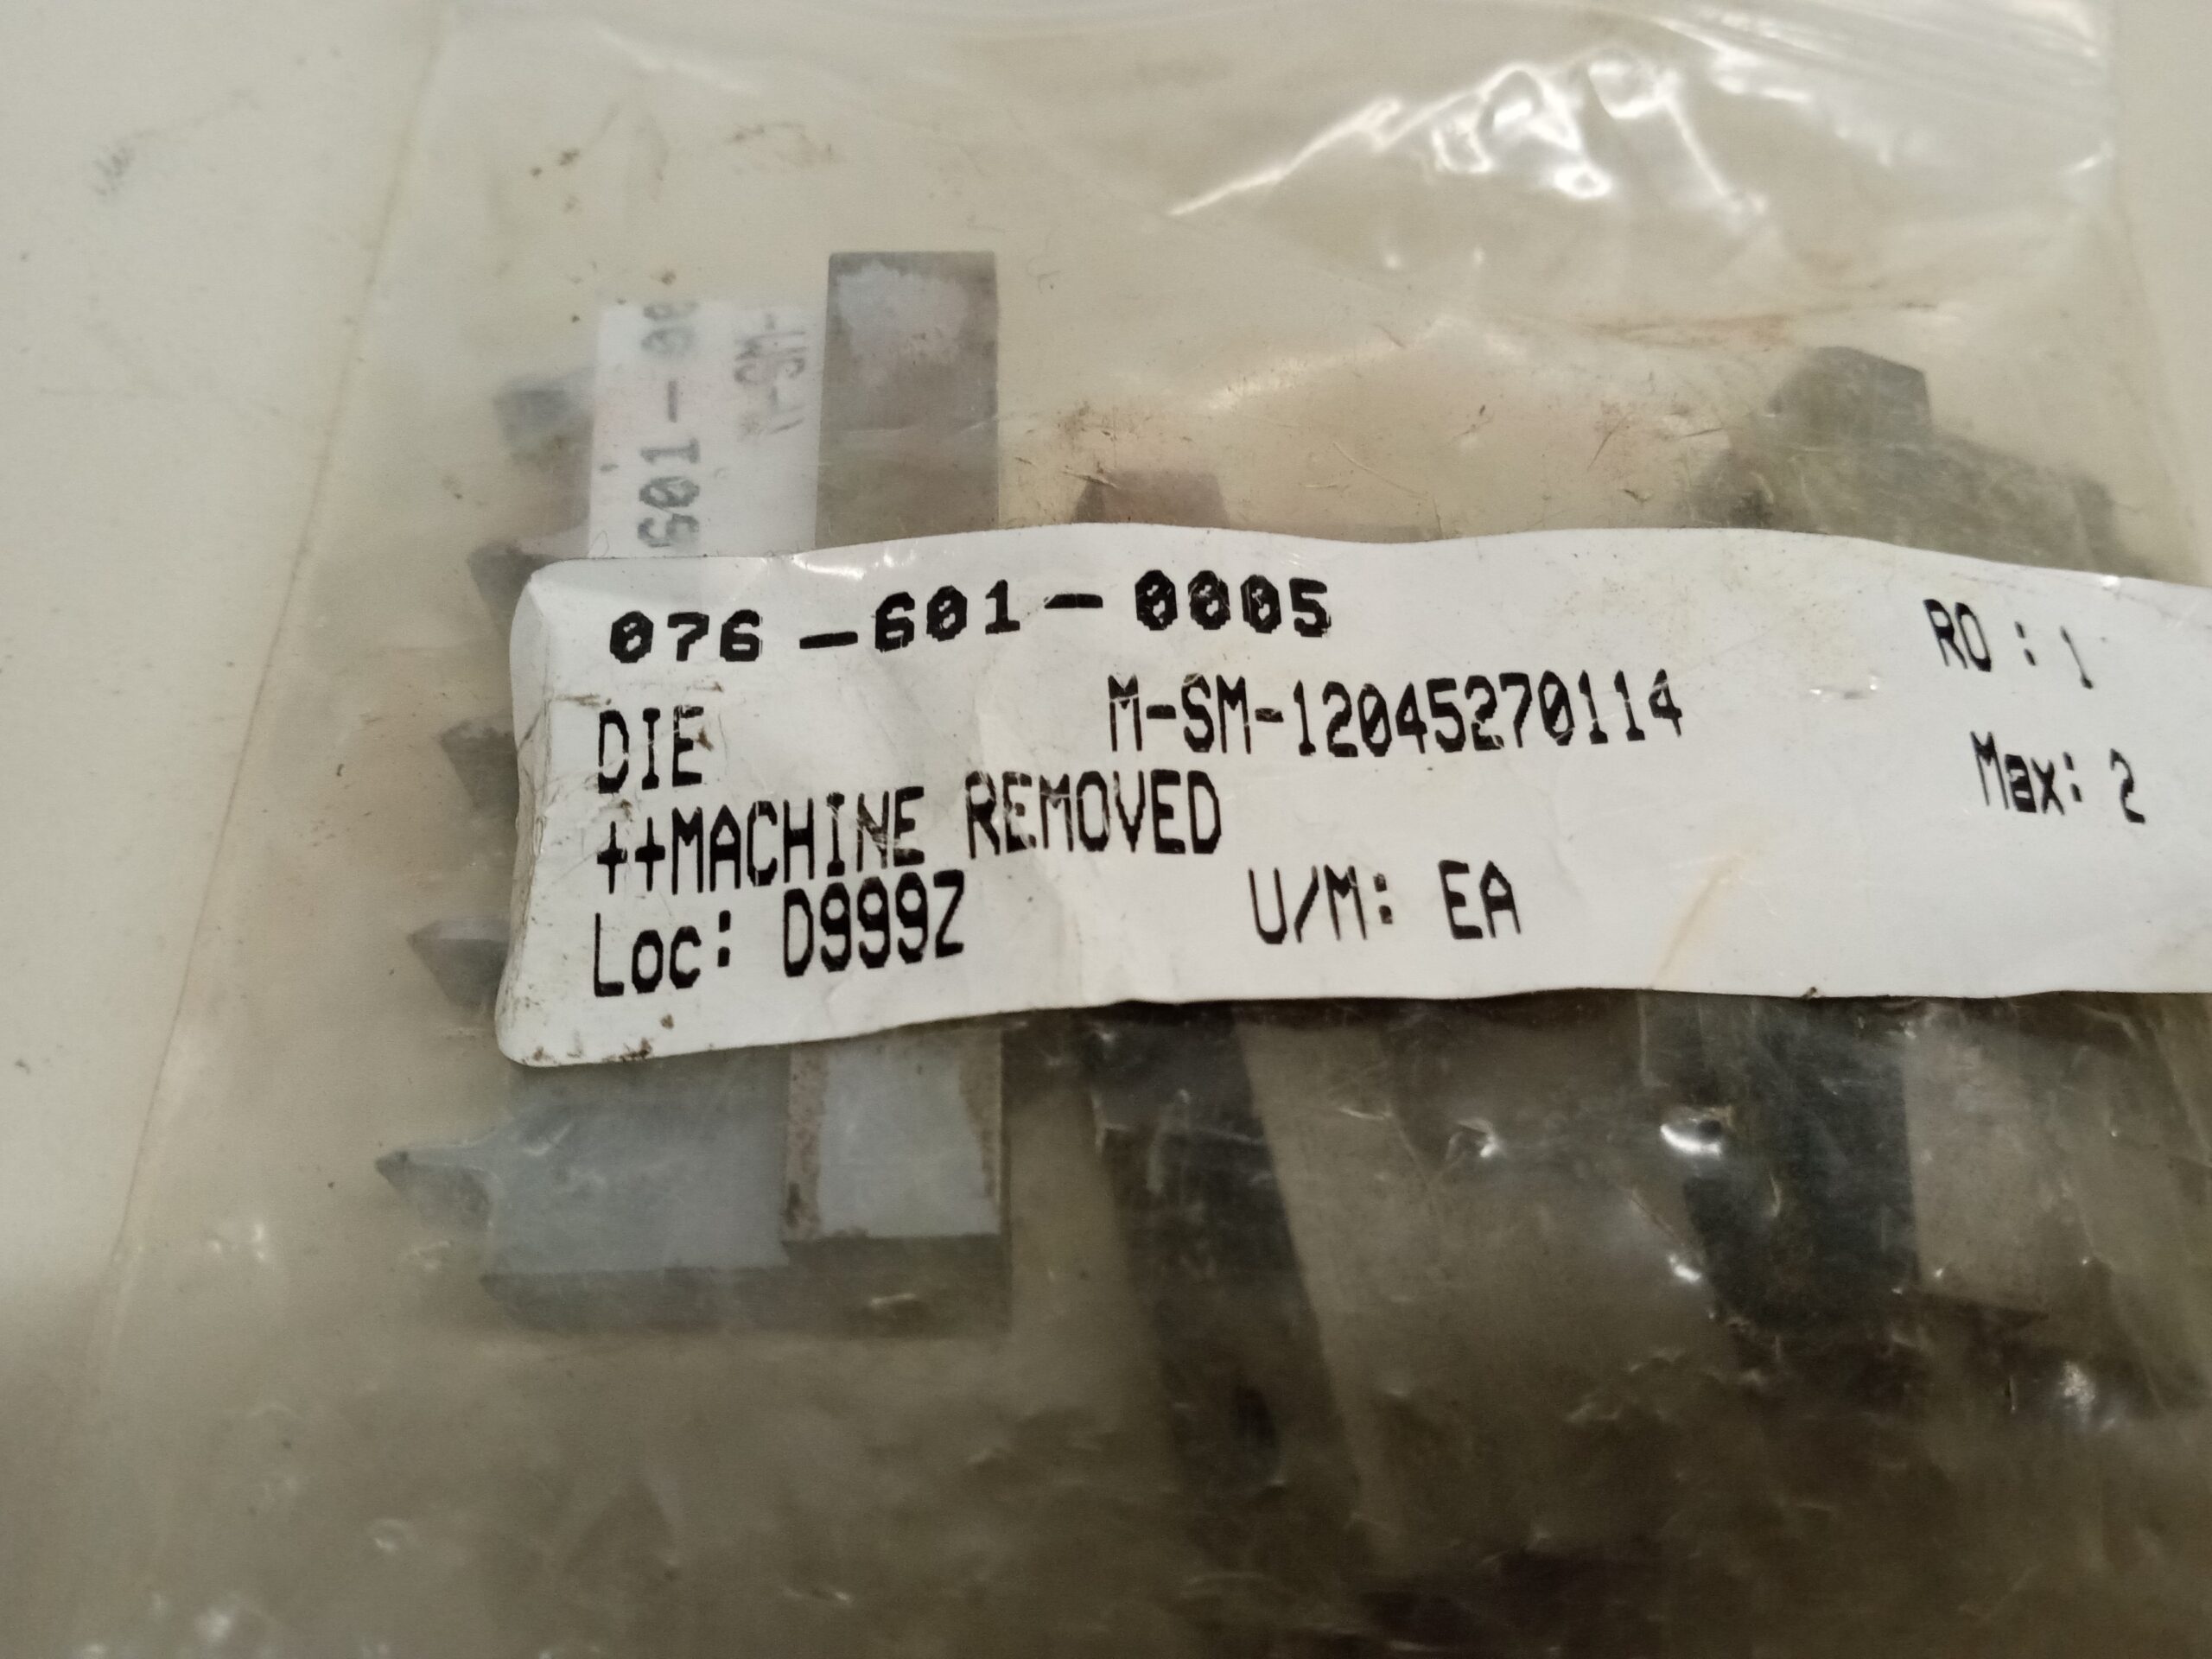 076-601-0005
DIE M-SM-12045270114
++MACHINE REMOVED
Loc: D999Z U/M: EA
RO: 1
Max: 2
601-00
M-SM-